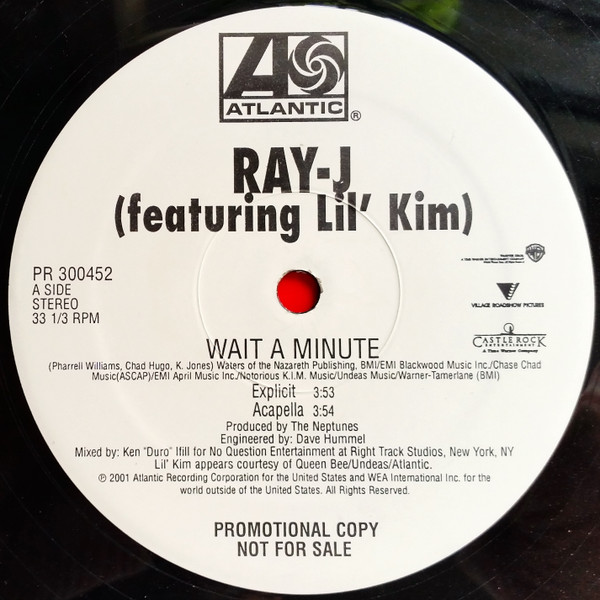 ATLANTIC®
RAY-J
(featuring Lil' Kim)
PR 300452
A SIDE
STEREO
33 1/3 RPM
VILLAGE ROADSHOW PICTURES
CASTLE ROCK
ENTERTAINMENT
A Time Warner Company
WAIT A MINUTE
(Pharrell Williams, Chad Hugo, K. Jones) Waters of the Nazareth Publishing, BMI/EMI Blackwood Music Inc./Chase Chad
Music(ASCAP)/EMI April Music Inc./Notorious K.I.M. Music/Undeas Music/Warner-Tamerlane (BMI)
Explicit 3:53
Acapella 3:54
Produced by The Neptunes
Engineered by: Dave Hummel
Mixed by: Ken "Duro" Ifill for No Question Entertainment at Right Track Studios, New York, NY
Lil' Kim appears courtesy of Queen Bee/Undeas/Atlantic.
℗ 2001 Atlantic Recording Corporation for the United States and WEA International Inc. for the
world outside of the United States. All Rights Reserved.
PROMOTIONAL COPY
NOT FOR SALE